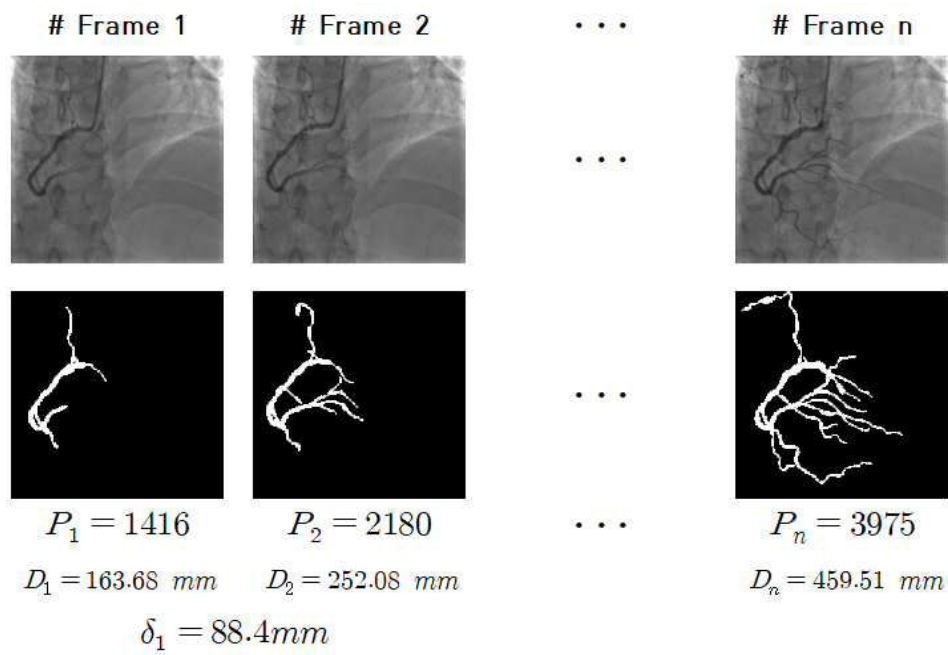 # Frame 1 # Frame 2 · · · # Frame n
· · ·
· · ·
P₁ = 1416 P₂ = 2180 · · · Pₙ = 3975
D₁ = 163.68 mm D₂ = 252.08 mm Dₙ = 459.51 mm
δ₁ = 88.4mm